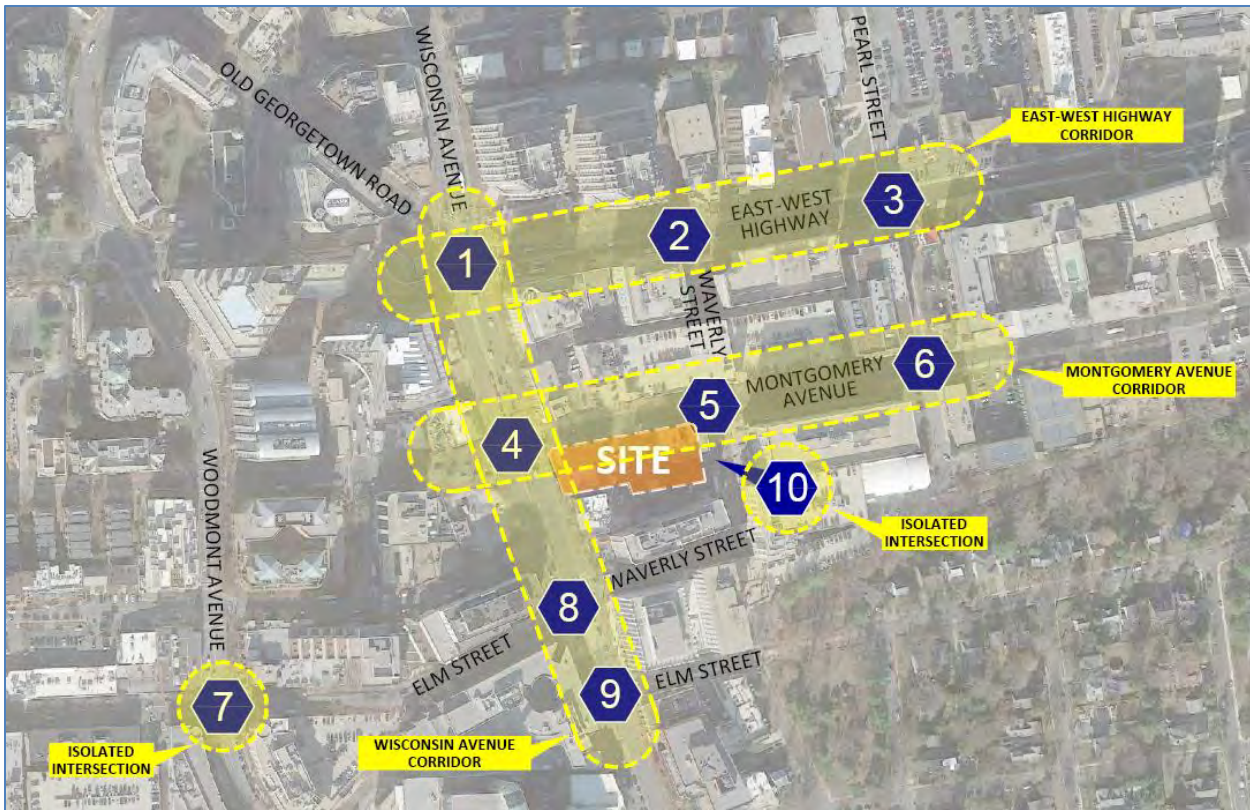 WISCONSIN AVENUE
PEARL STREET
OLD GEORGETOWN ROAD
EAST-WEST HIGHWAY
CORRIDOR
3
EAST-WEST
HIGHWAY
2
1
WAVERLY
STREET
6
MONTGOMERY
AVENUE
MONTGOMERY AVENUE
CORRIDOR
5
4
SITE
10
WOODMONT AVENUE
ISOLATED
INTERSECTION
WAVERLY STREET
8
ELM STREET
ELM STREET
9
7
ISOLATED
INTERSECTION
WISCONSIN AVENUE
CORRIDOR